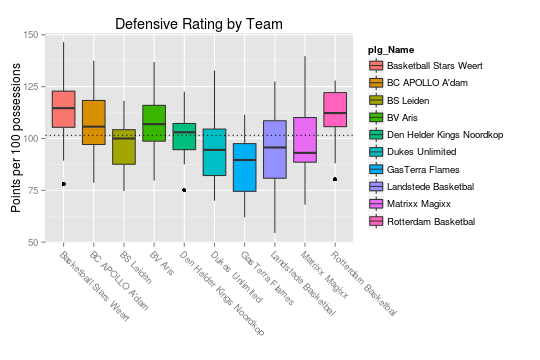 Defensive Rating by Team
Points per 100 possessions
150
125
100
75
50
Basketball Stars Weert
BC APOLLO A'dam
BS Leiden
BV Aris
Den Helder Kings Noordkop
Dukes Unlimited
GasTerra Flames
Landstede Basketbal
Matrixx Magixx
Rotterdam Basketbal
plg_Name
Basketball Stars Weert
BC APOLLO A'dam
BS Leiden
BV Aris
Den Helder Kings Noordkop
Dukes Unlimited
GasTerra Flames
Landstede Basketbal
Matrixx Magixx
Rotterdam Basketbal